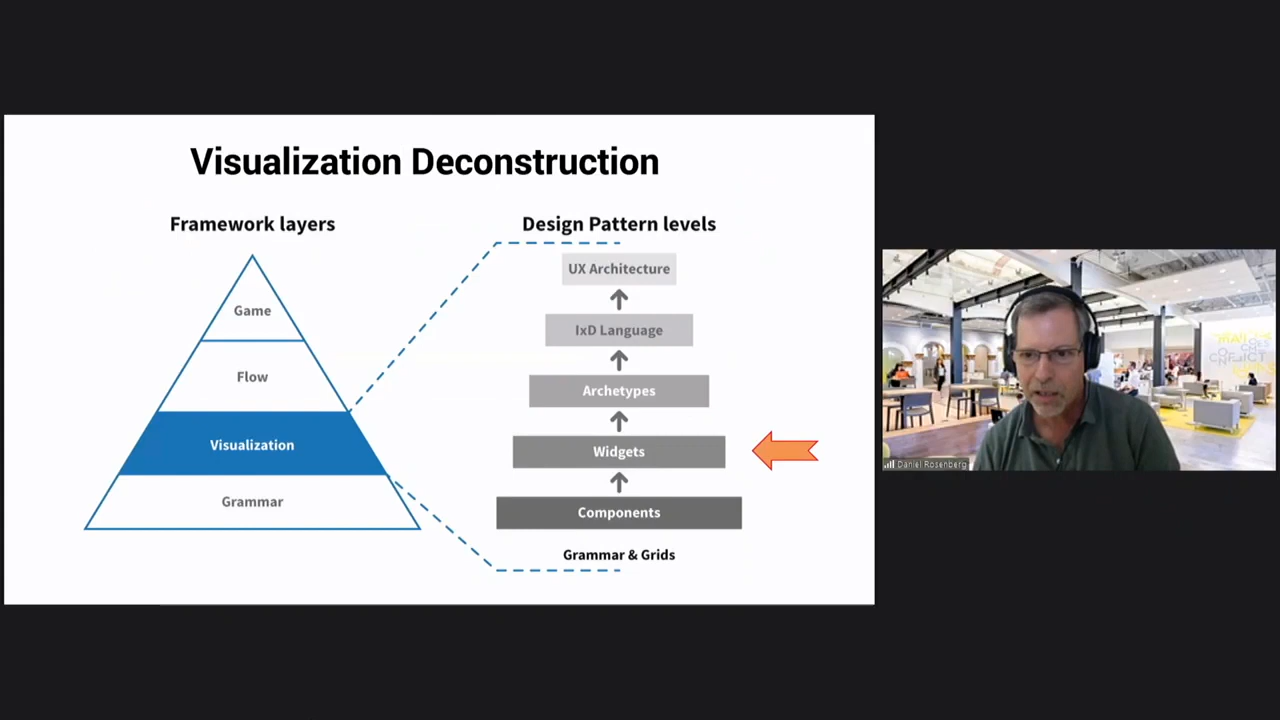 Visualization Deconstruction
Framework layers
Game
Flow
Visualization
Grammar
Design Pattern levels
UX Architecture
IxD Language
Archetypes
Widgets
Components
Grammar & Grids
Daniel Rosenberg